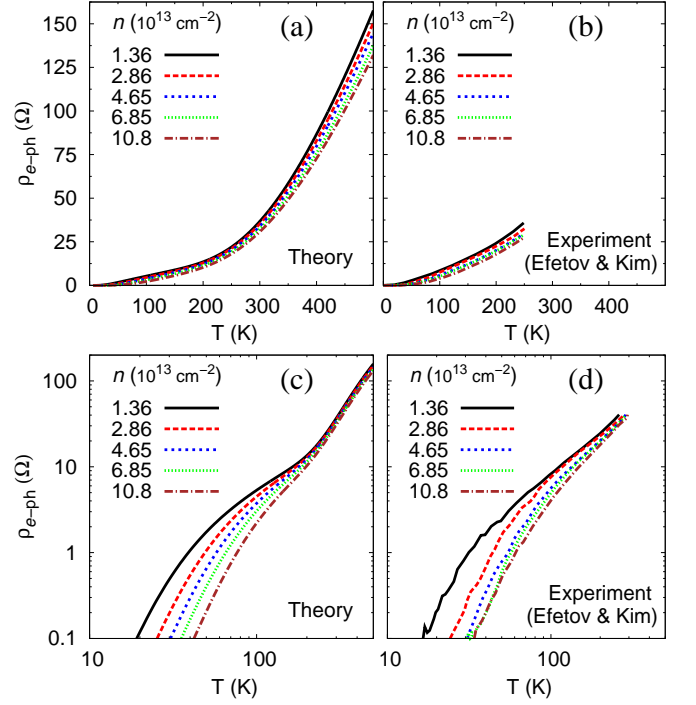 n (10¹³ cm⁻²)
1.36
2.86
4.65
6.85
10.8
(a)
Theory
ρe−ph (Ω)
150
125
100
75
50
25
0
0 100 200 300 400
T (K)
n (10¹³ cm⁻²)
1.36
2.86
4.65
6.85
10.8
(b)
Experiment
(Efetov & Kim)
0 100 200 300 400
T (K)
n (10¹³ cm⁻²)
1.36
2.86
4.65
6.85
10.8
(c)
Theory
ρe−ph (Ω)
100
10
1
0.1
10 100
T (K)
n (10¹³ cm⁻²)
1.36
2.86
4.65
6.85
10.8
(d)
Experiment
(Efetov & Kim)
10 100
T (K)